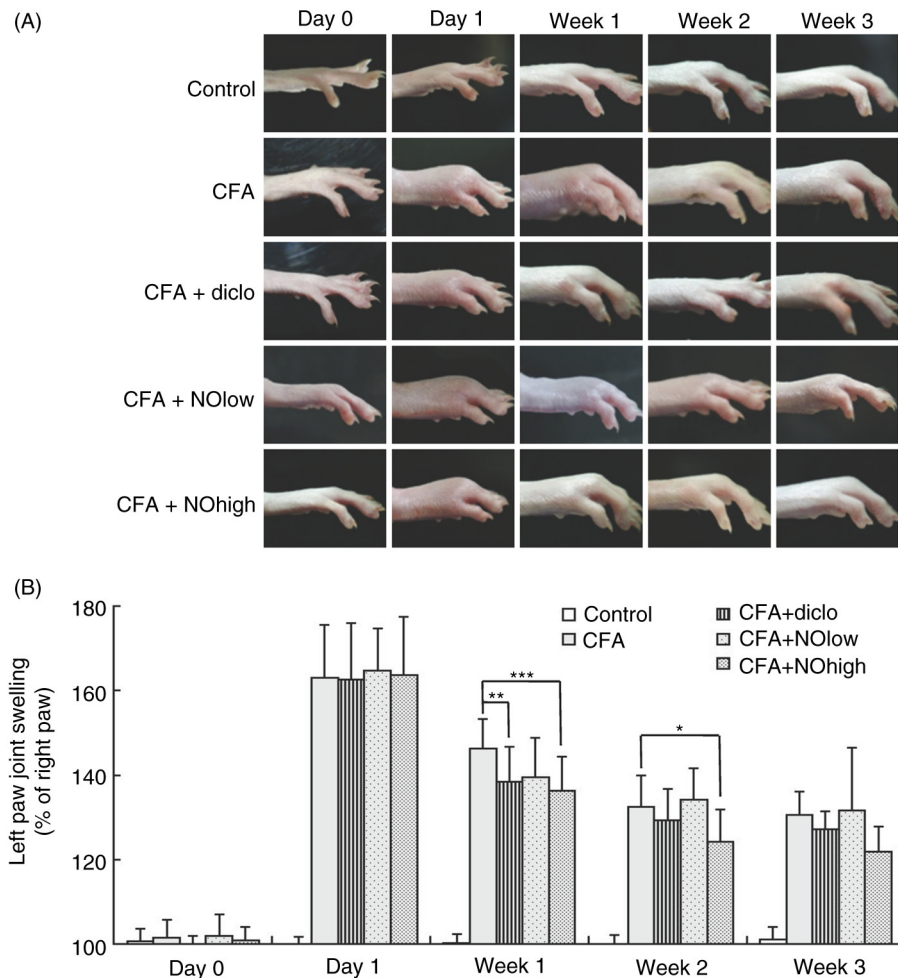 (A)
Day 0 Day 1 Week 1 Week 2 Week 3
Control
CFA
CFA + diclo
CFA + NOlow
CFA + NOhigh
(B)
Left paw joint swelling
(% of right paw)
180
160
140
120
100
Control
CFA
CFA+diclo
CFA+NOlow
CFA+NOhigh
** ***
*
Day 0 Day 1 Week 1 Week 2 Week 3